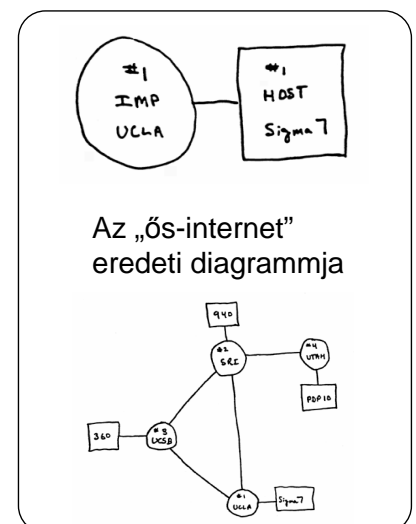 #1
IMP
UCLA
#1
HOST
Sigma 7
Az „ős-internet”
eredeti diagrammja
940
#2
SRI
#4
UTAH
PDP 10
360
#3
UCSB
#1
UCLA
Sigma 7